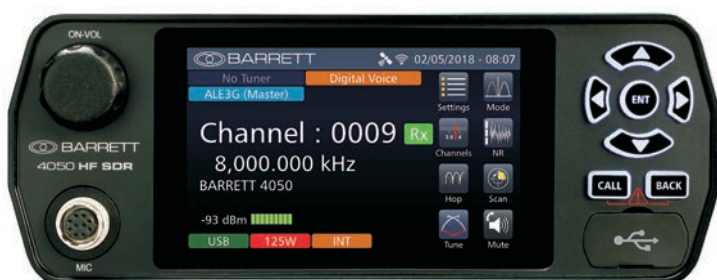 ON-VOL
BARRETT
4050 HF SDR
MIC
BARRETT 02/05/2018 - 08:07
No Tuner Digital Voice
ALE3G (Master)
Channel : 0009 Rx
8,000.000 kHz
BARRETT 4050
-93 dBm
USB 125W INT
Settings Mode
Channels NR
Hop Scan
Tune Mute
ENT
CALL BACK